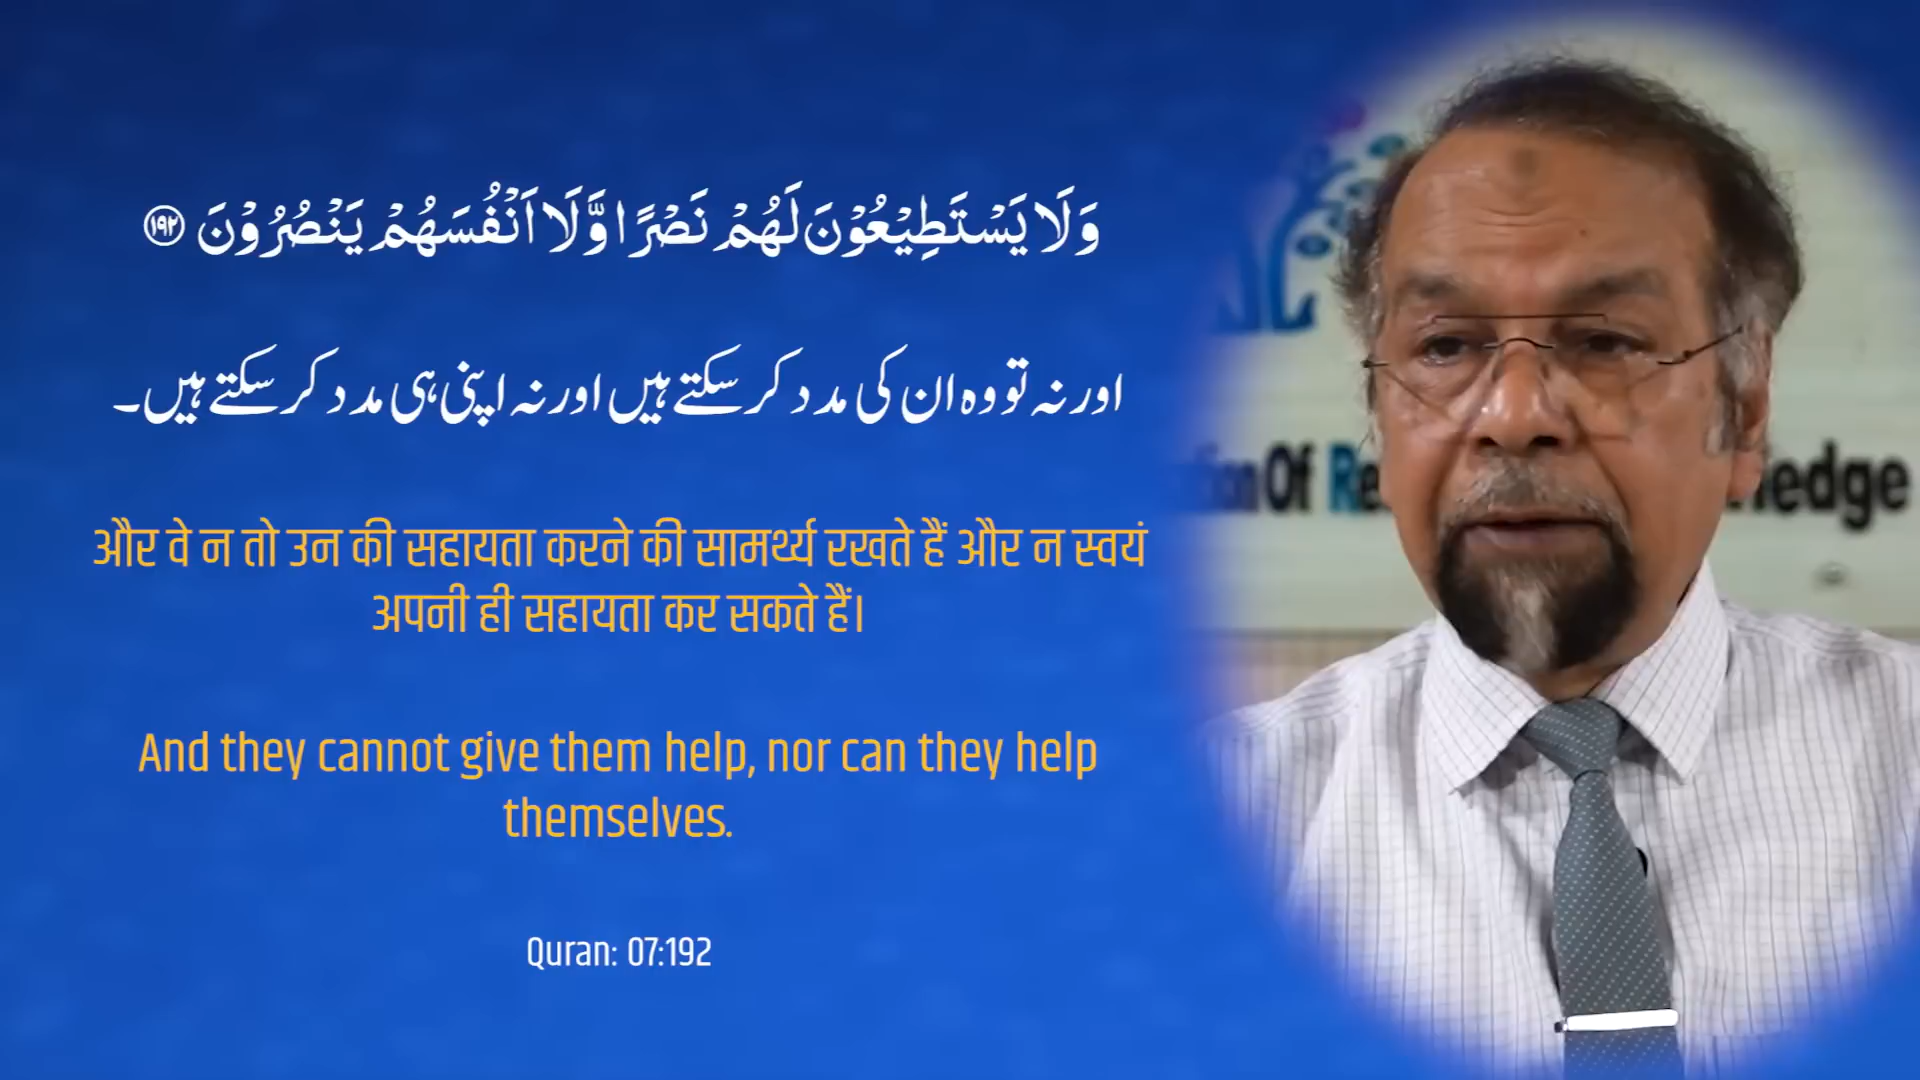 وَلَا يَسْتَطِيْعُوْنَ لَهُمْ نَصْرًا وَّلَا اَنْفُسَهُمْ يَنْصُرُوْنَ ﴿۱۹۲﴾
اور نہ تو وہ ان کی مدد کر سکتے ہیں اور نہ اپنی ہی مدد کر سکتے ہیں۔
और वे न तो उन की सहायता करने की सामर्थ्य रखते हैं और न स्वयं
अपनी ही सहायता कर सकते हैं।
And they cannot give them help, nor can they help
themselves.
Quran: 07:192
Of